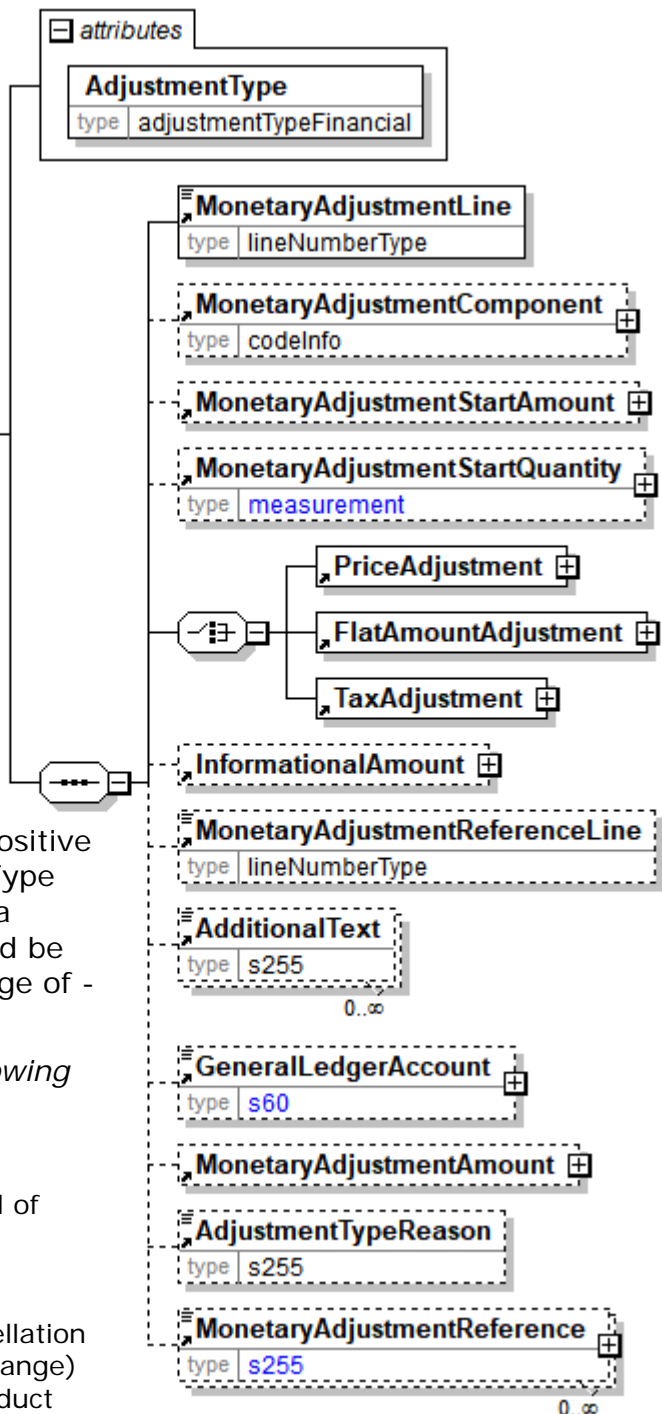 attributes
AdjustmentType
type adjustmentTypeFinancial
MonetaryAdjustmentLine
type lineNumberType
MonetaryAdjustmentComponent
type codeInfo
MonetaryAdjustmentStartAmount
MonetaryAdjustmentStartQuantity
type measurement
PriceAdjustment
FlatAmountAdjustment
TaxAdjustment
InformationalAmount
MonetaryAdjustmentReferenceLine
type lineNumberType
AdditionalText
type s255
0..∞
GeneralLedgerAccount
type s60
MonetaryAdjustmentAmount
AdjustmentTypeReason
type s255
MonetaryAdjustmentReference
type s255
0..∞
ositive
ype
a
d be
ge of -
owing
l of
ellation
ange)
duct